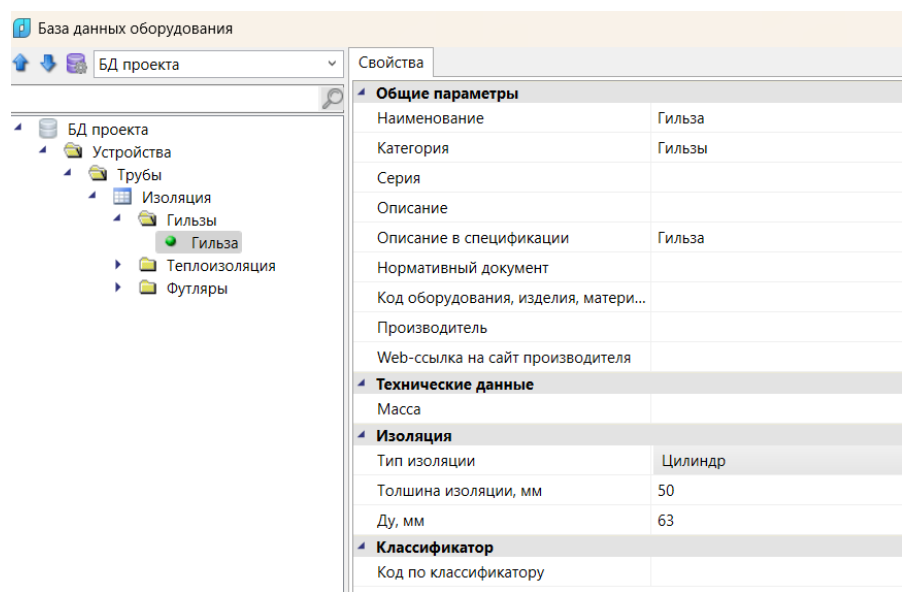 База данных оборудования
БД проекта
Свойства
Общие параметры
Наименование Гильза
Категория Гильзы
Серия
Описание
Описание в спецификации Гильза
Нормативный документ
Код оборудования, изделия, матери...
Производитель
Web-ссылка на сайт производителя
Технические данные
Масса
Изоляция
Тип изоляции Цилиндр
Толшина изоляции, мм 50
Ду, мм 63
Классификатор
Код по классификатору
БД проекта
Устройства
Трубы
Изоляция
Гильзы
Гильза
Теплоизоляция
Футляры